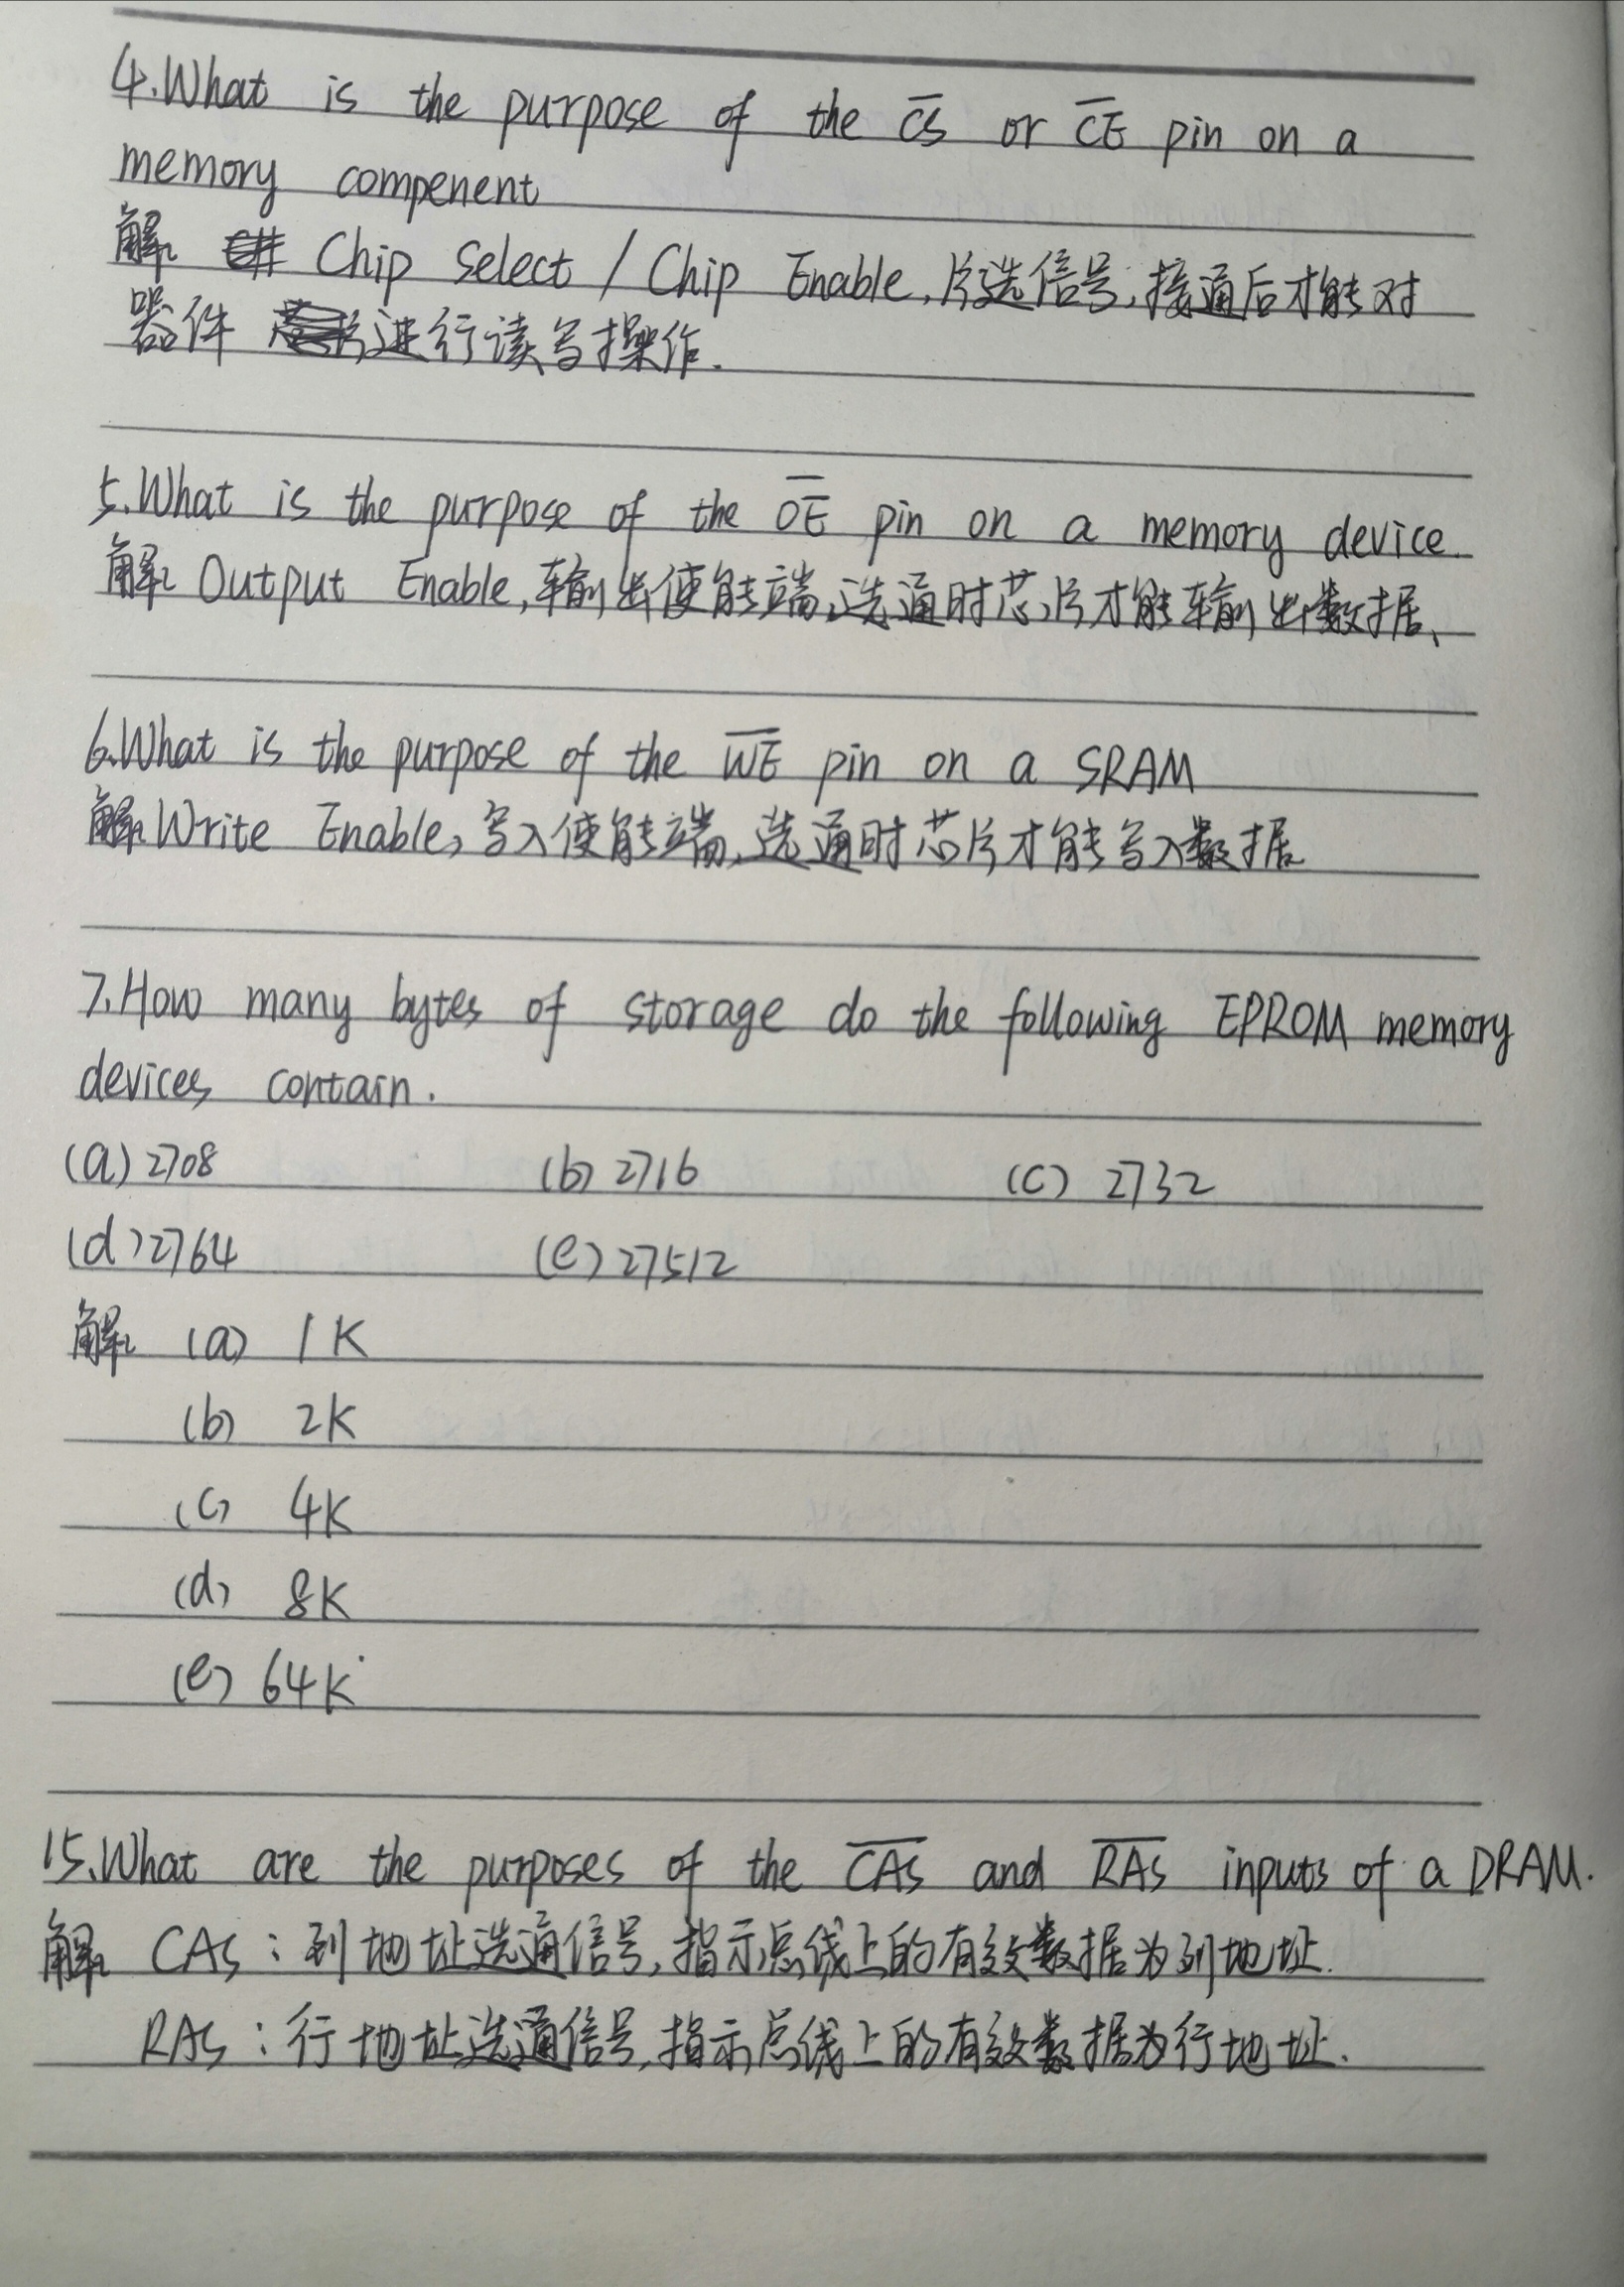 4.What is the purpose of the C̅S̅ or C̅E̅ pin on a
memory compenent
解: Chip Select / Chip Enable,片选信号,接通后才能对
器件 进行读写操作.
5.What is the purpose of the O̅E̅ pin on a memory device.
解: Output Enable,输出使能端,选通时芯片才能输出数据.
6.What is the purpose of the W̅E̅ pin on a SRAM
解:Write Enable,写入使能端,选通时芯片才能写入数据
7.How many bytes of storage do the following EPROM memory
devices contain.
(a) 2708 (b) 2716 (c) 2732
(d) 2764 (e) 27512
解: (a) 1K
(b) 2K
(c) 4K
(d) 8K
(e) 64K
15.What are the purposes of the C̅A̅S̅ and R̅A̅S̅ inputs of a DRAM.
解: CAS:列地址选通信号,指示总线上的有效数据为列地址.
RAS:行地址选通信号,指示总线上的有效数据为行地址.